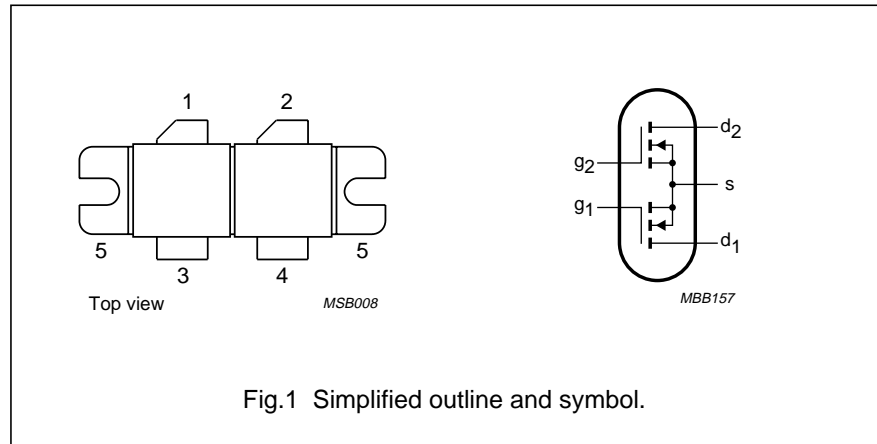 1 2
5 5
3 4
Top view MSB008
d2
g2
s
g1
d1
MBB157
Fig.1 Simplified outline and symbol.